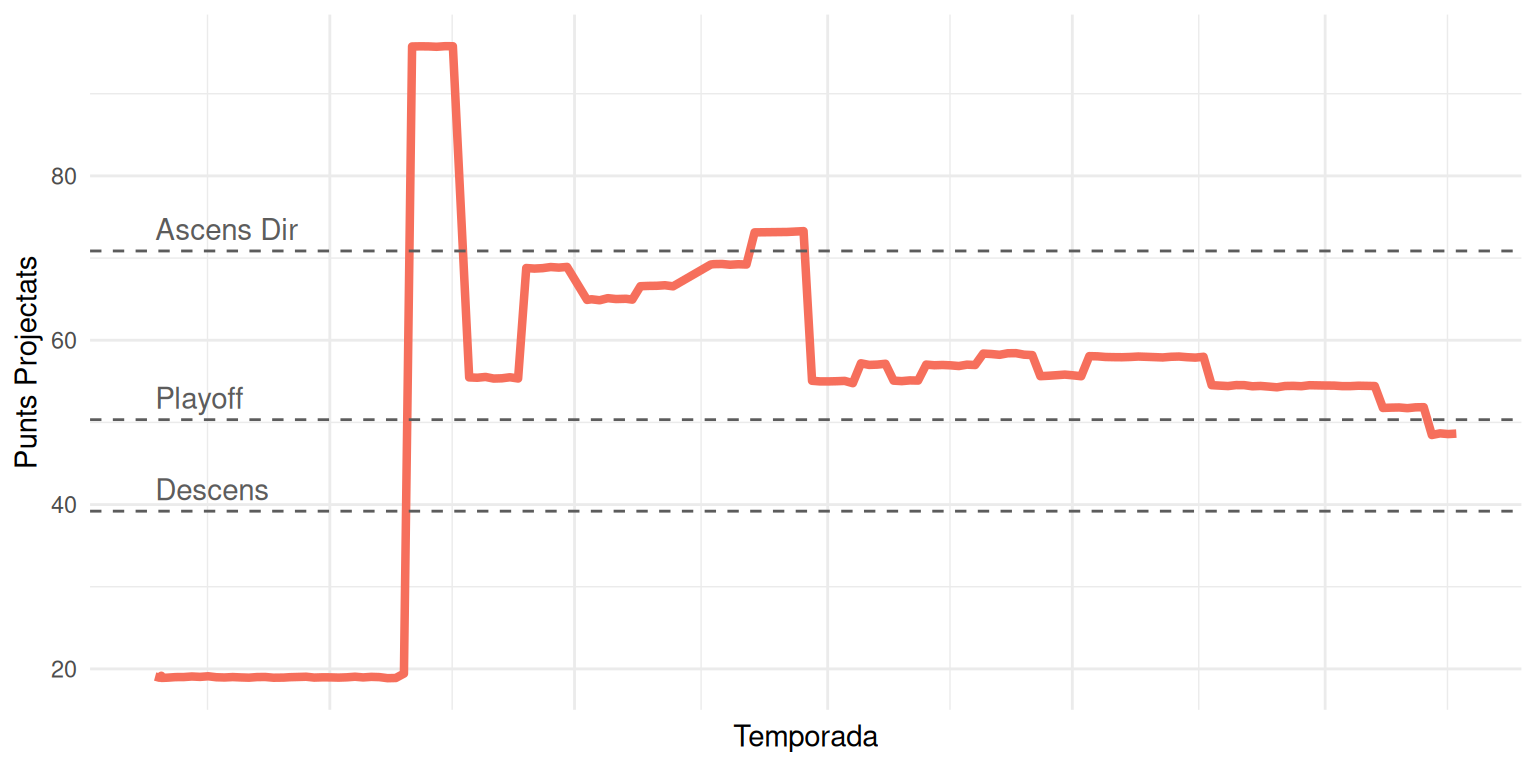 80
Ascens Dir
60
Playoff
Descens
40
20
Punts Projectats
Temporada